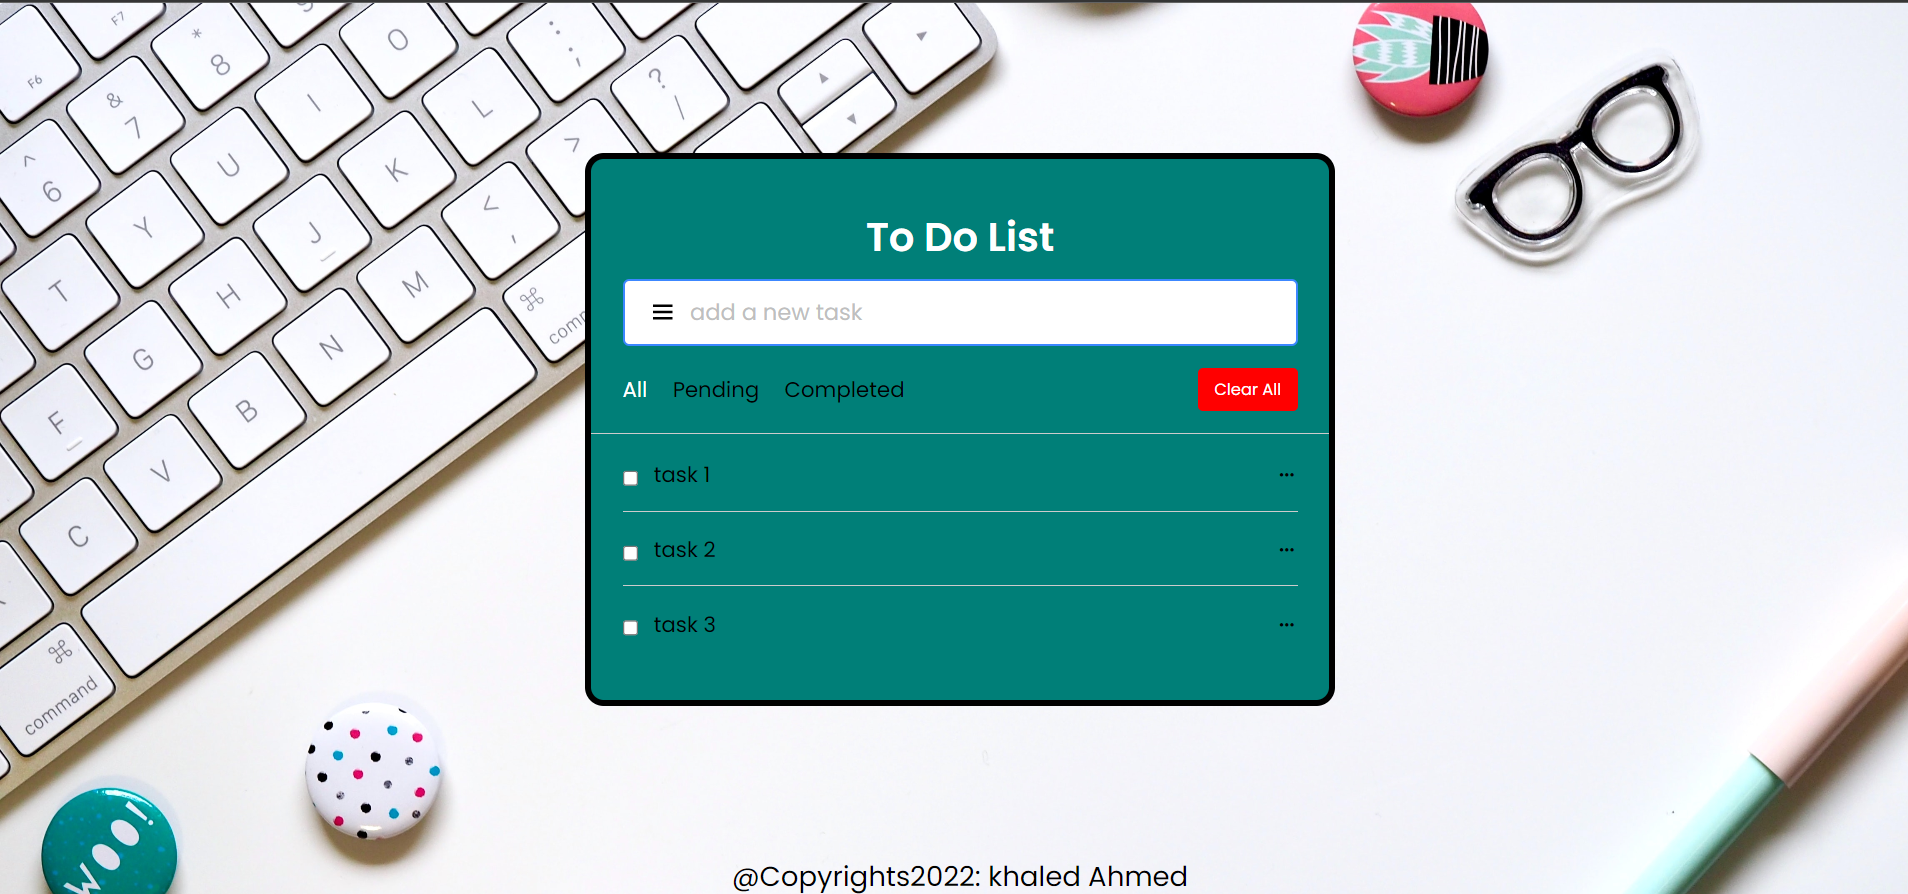 F7
F6
*
8
9
O
:
;
?
/
&
7
I
L
>
^
6
U
K
<
,
Y
J
T
H
M
⌘
G
N
F
B
V
C
⌘
command
To Do List
add a new task
All Pending Completed Clear All
task 1 ...
task 2 ...
task 3 ...
WOO!
@Copyrights2022: khaled Ahmed